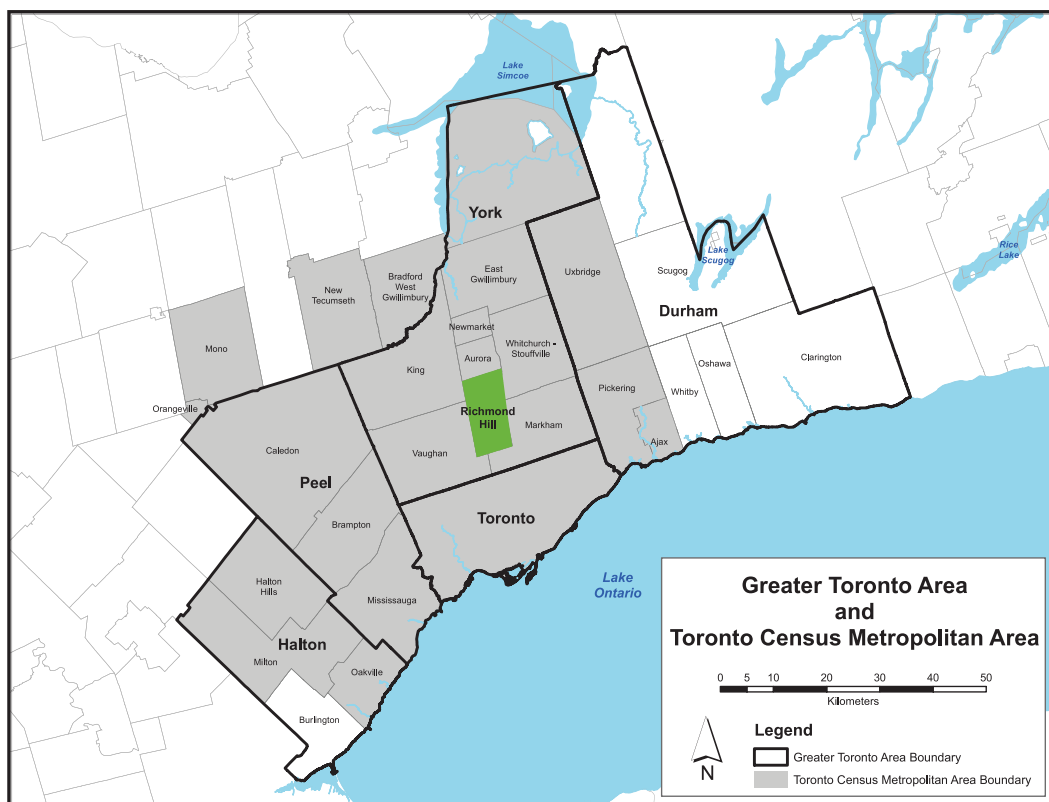 Lake
Simcoe
York
Uxbridge
Scugog
Lake
Scugog
Rice
Lake
East
Gwillimbury
Bradford
West
Gwillimbury
New
Tecumseth
Durham
Newmarket
Whitchurch -
Stouffville
Mono
Aurora
King
Clarington
Oshawa
Whitby
Pickering
Orangeville
Richmond
Hill
Markham
Ajax
Caledon
Vaughan
Peel
Toronto
Brampton
Halton
Hills
Mississauga
Lake
Ontario
Halton
Milton
Oakville
Burlington
Greater Toronto Area
and
Toronto Census Metropolitan Area
0 5 10 20 30 40 50
Kilometers
N
Legend
Greater Toronto Area Boundary
Toronto Census Metropolitan Area Boundary